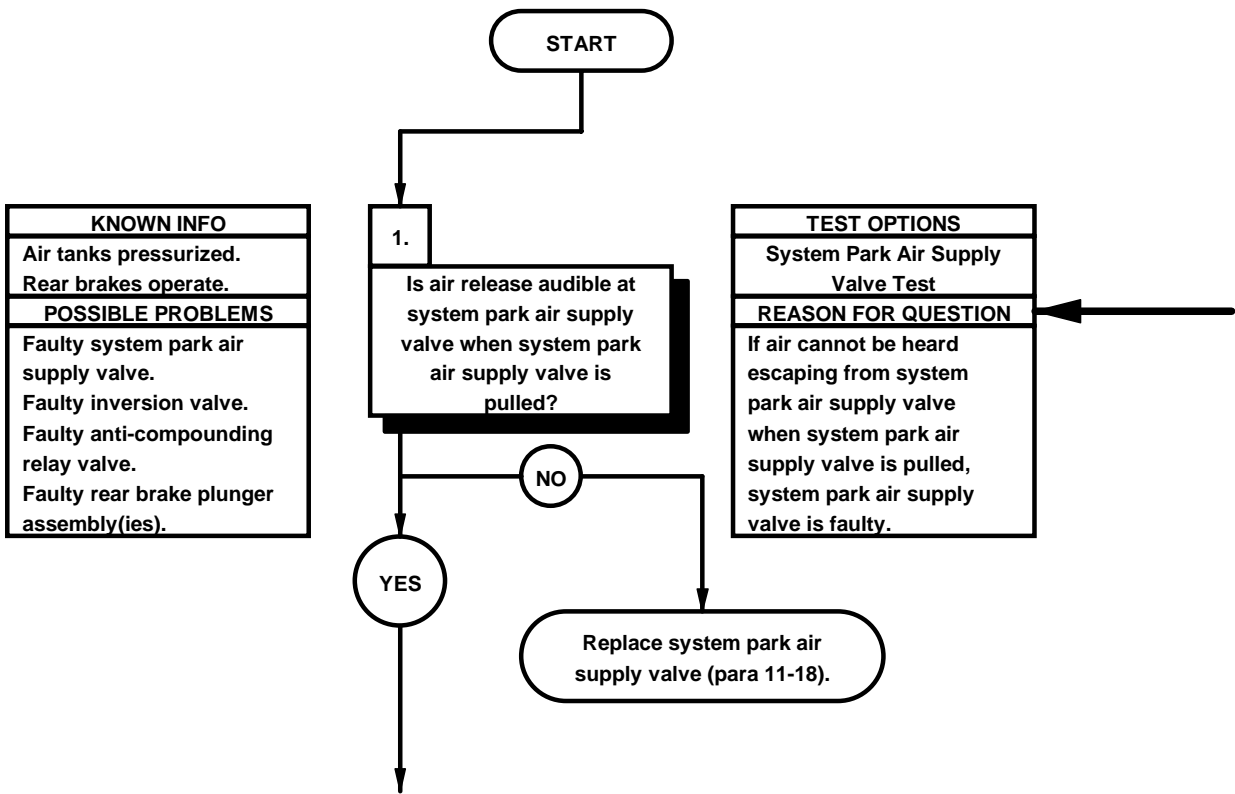 START
KNOWN INFO
Air tanks pressurized.
Rear brakes operate.
POSSIBLE PROBLEMS
Faulty system park air
supply valve.
Faulty inversion valve.
Faulty anti-compounding
relay valve.
Faulty rear brake plunger
assembly(ies).
1.
Is air release audible at
system park air supply
valve when system park
air supply valve is
pulled?
TEST OPTIONS
System Park Air Supply
Valve Test
REASON FOR QUESTION
If air cannot be heard
escaping from system
park air supply valve
when system park air
supply valve is pulled,
system park air supply
valve is faulty.
NO
YES
Replace system park air
supply valve (para 11-18).